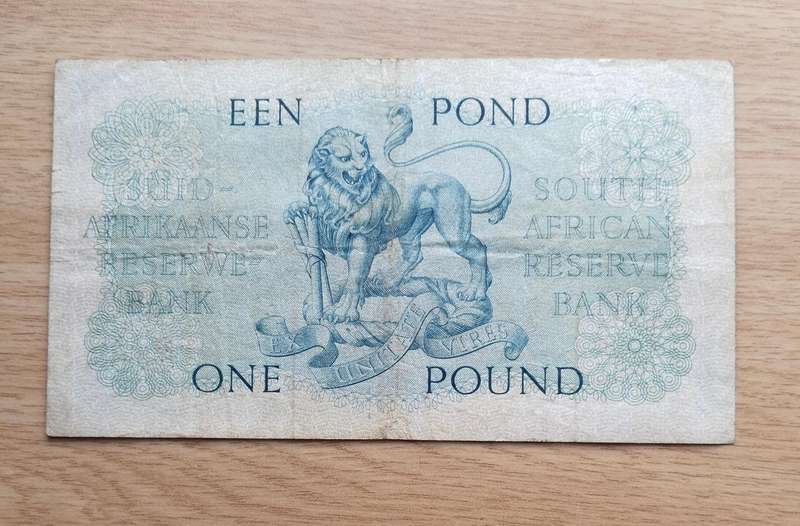 EEN POND
SUID-
AFRIKAANSE
RESERWE-
BANK
SOUTH
AFRICAN
RESERVE
BANK
EX UNITATE VIRES
ONE POUND